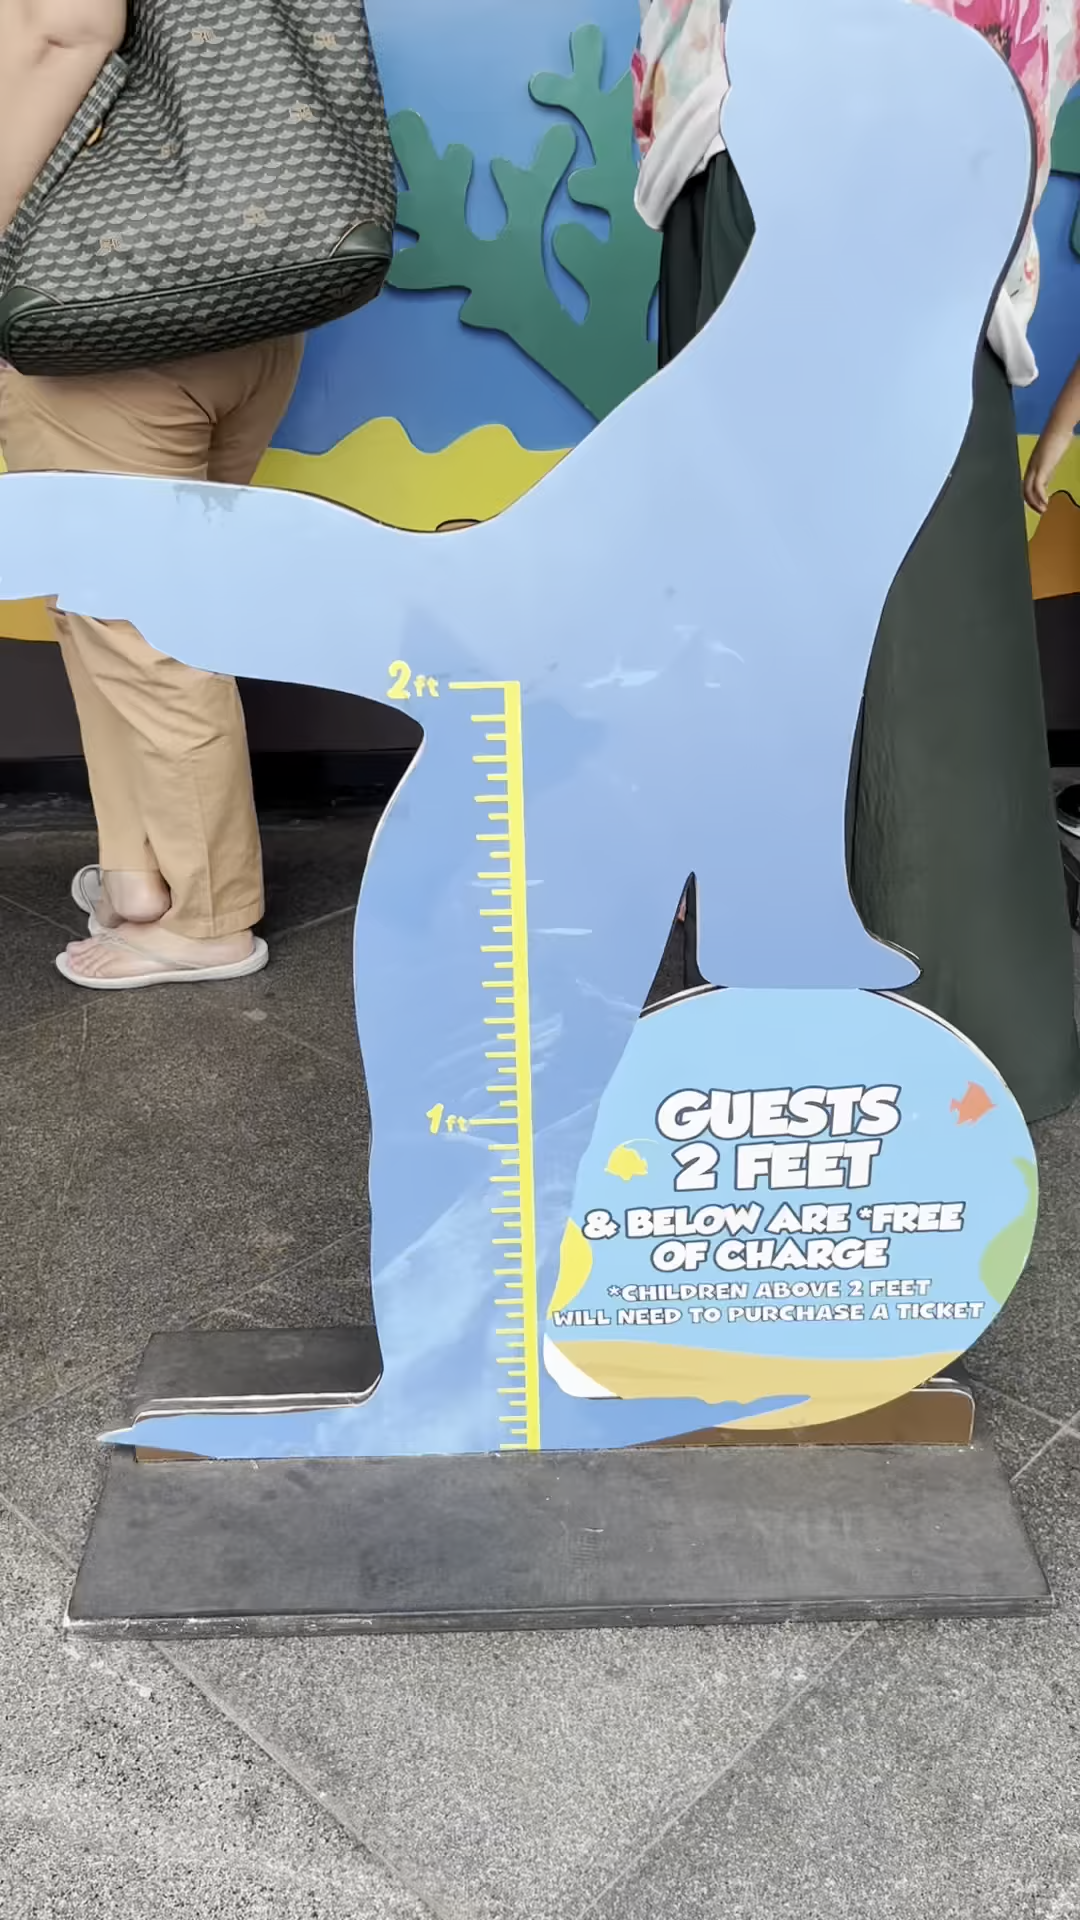 2ft
1ft
GUESTS
2 FEET
& BELOW ARE *FREE
OF CHARGE
*CHILDREN ABOVE 2 FEET
WILL NEED TO PURCHASE A TICKET